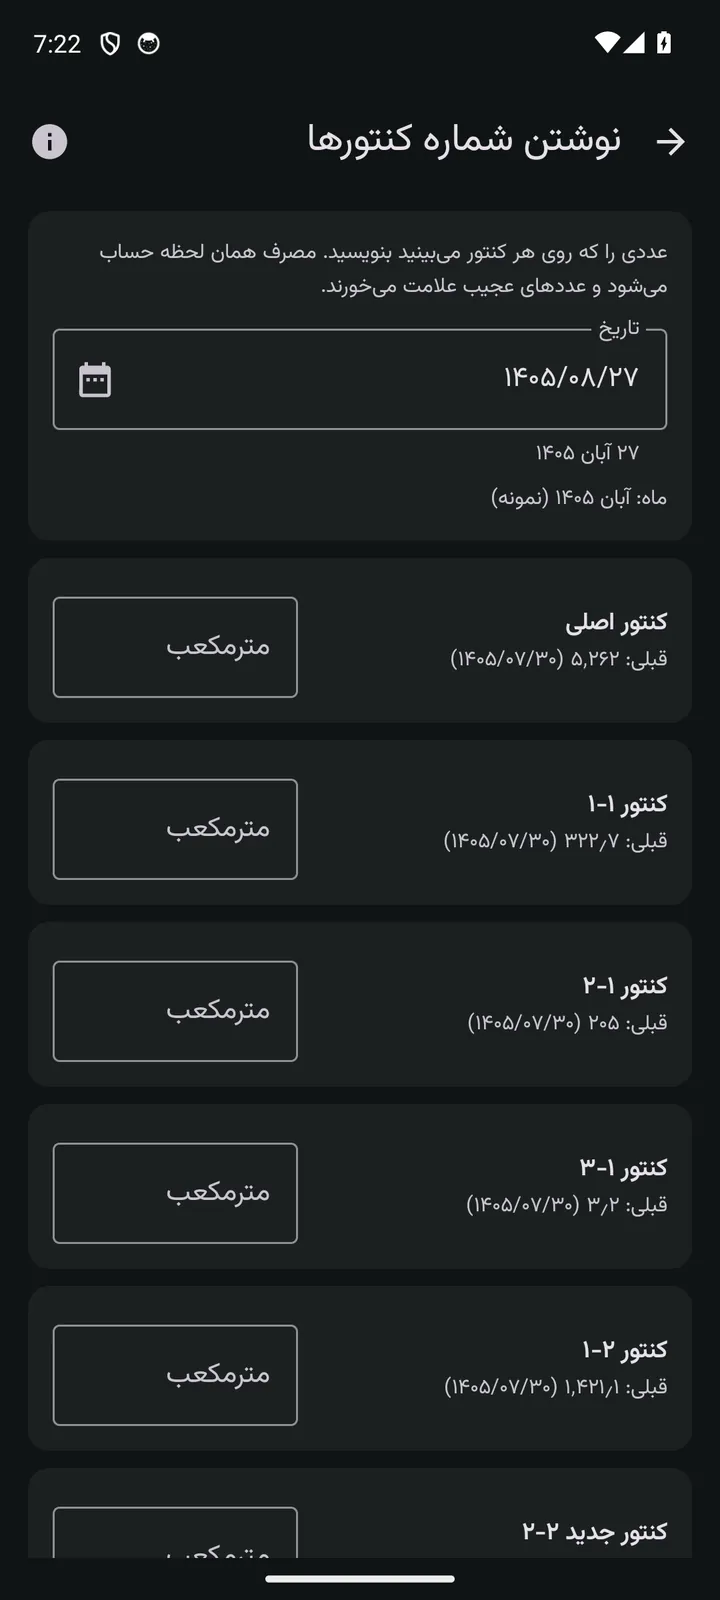 7:22
نوشتن شماره کنتورها
عددی را که روی هر کنتور می‌بینید بنویسید. مصرف همان لحظه حساب
می‌شود و عددهای عجیب علامت می‌خورند.
تاریخ
۱۴۰۵/۰۸/۲۷
۲۷ آبان ۱۴۰۵
ماه: آبان ۱۴۰۵ (نمونه)
کنتور اصلی
قبلی: ۵,۲۶۲ (۱۴۰۵/۰۷/۳۰)
مترمکعب
کنتور ۱-۱
قبلی: ۳۲۲٫۷ (۱۴۰۵/۰۷/۳۰)
مترمکعب
کنتور ۱-۲
قبلی: ۲۰۵ (۱۴۰۵/۰۷/۳۰)
مترمکعب
کنتور ۱-۳
قبلی: ۳٫۲ (۱۴۰۵/۰۷/۳۰)
مترمکعب
کنتور ۲-۱
قبلی: ۱,۴۲۱٫۱ (۱۴۰۵/۰۷/۳۰)
مترمکعب
کنتور جدید ۲-۲
مترمکعب